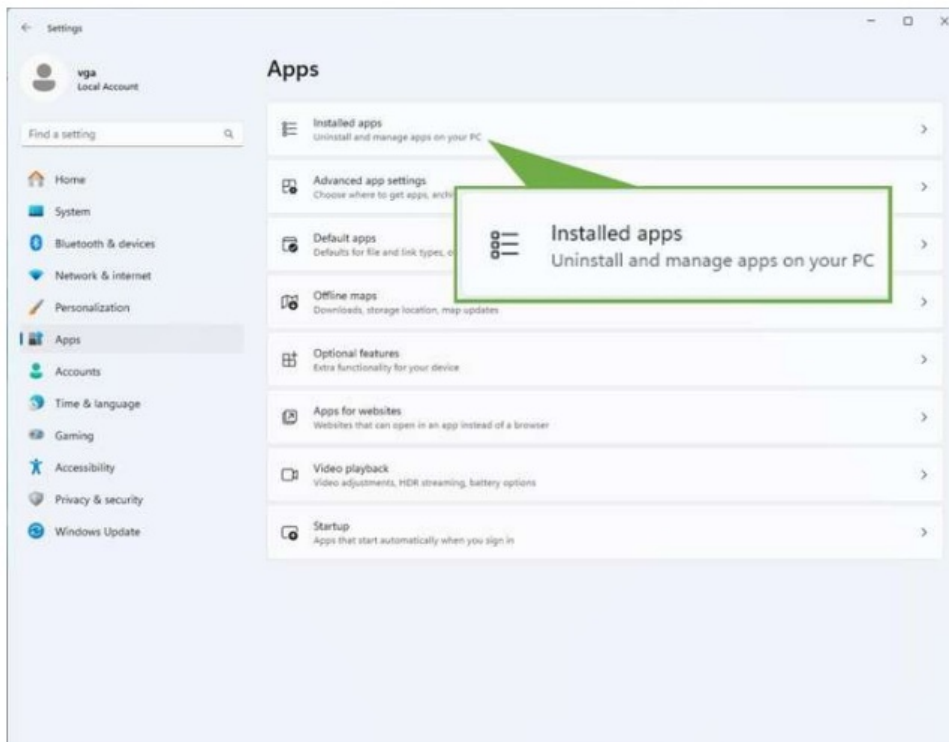 Settings
vga
Local Account
Find a setting
Home
System
Bluetooth & devices
Network & internet
Personalization
Apps
Accounts
Time & language
Gaming
Accessibility
Privacy & security
Windows Update
Apps
Installed apps
Uninstall and manage apps on your PC
Advanced app settings
Choose where to get apps,
Default apps
Defaults for file and link types,
Installed apps
Uninstall and manage apps on your PC
Offline maps
Downloads, storage location, map updates
Optional features
Extra functionality for your device
Apps for websites
Websites that can open in an app instead of a browser
Video playback
Video adjustments, HDR streaming, battery options
Startup
Apps that start automatically when you sign in